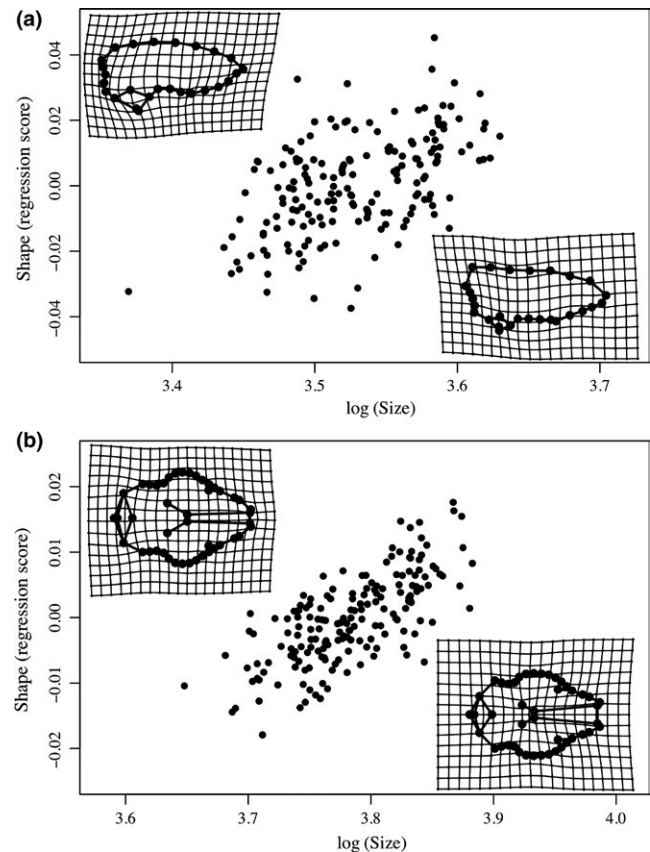 (a)
Shape (regression score)
0.04
0.02
0.00
−0.02
−0.04
3.4 3.5 3.6 3.7
log (Size)
(b)
Shape (regression score)
0.02
0.01
0.00
−0.01
−0.02
3.6 3.7 3.8 3.9 4.0
log (Size)